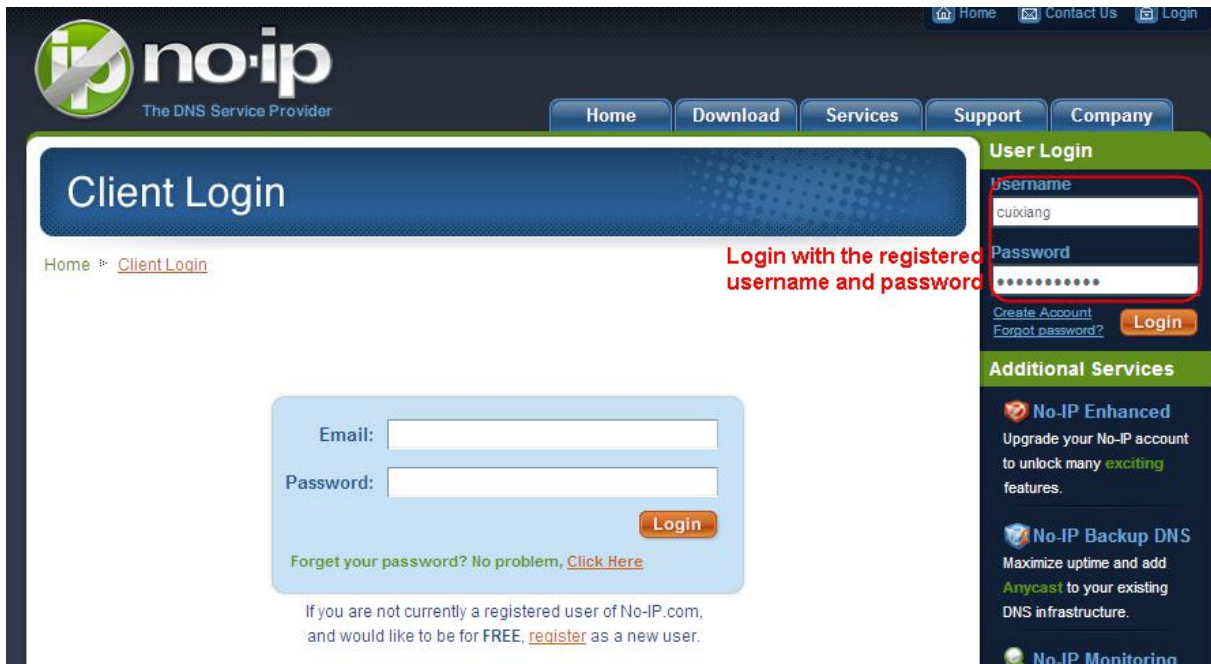 Home Contact Us Login
ip no·ip
The DNS Service Provider
Home Download Services Support Company
Client Login
Home Client Login
Login with the registered
username and password
Email:
Password:
Login
Forget your password? No problem, Click Here
If you are not currently a registered user of No-IP.com,
and would like to be for FREE, register as a new user.
User Login
Username
cuixiang
Password
•••••••••••
Create Account
Forgot password?
Login
Additional Services
No-IP Enhanced
Upgrade your No-IP account
to unlock many exciting
features.
No-IP Backup DNS
Maximize uptime and add
Anycast to your existing
DNS infrastructure.
No-IP Monitoring